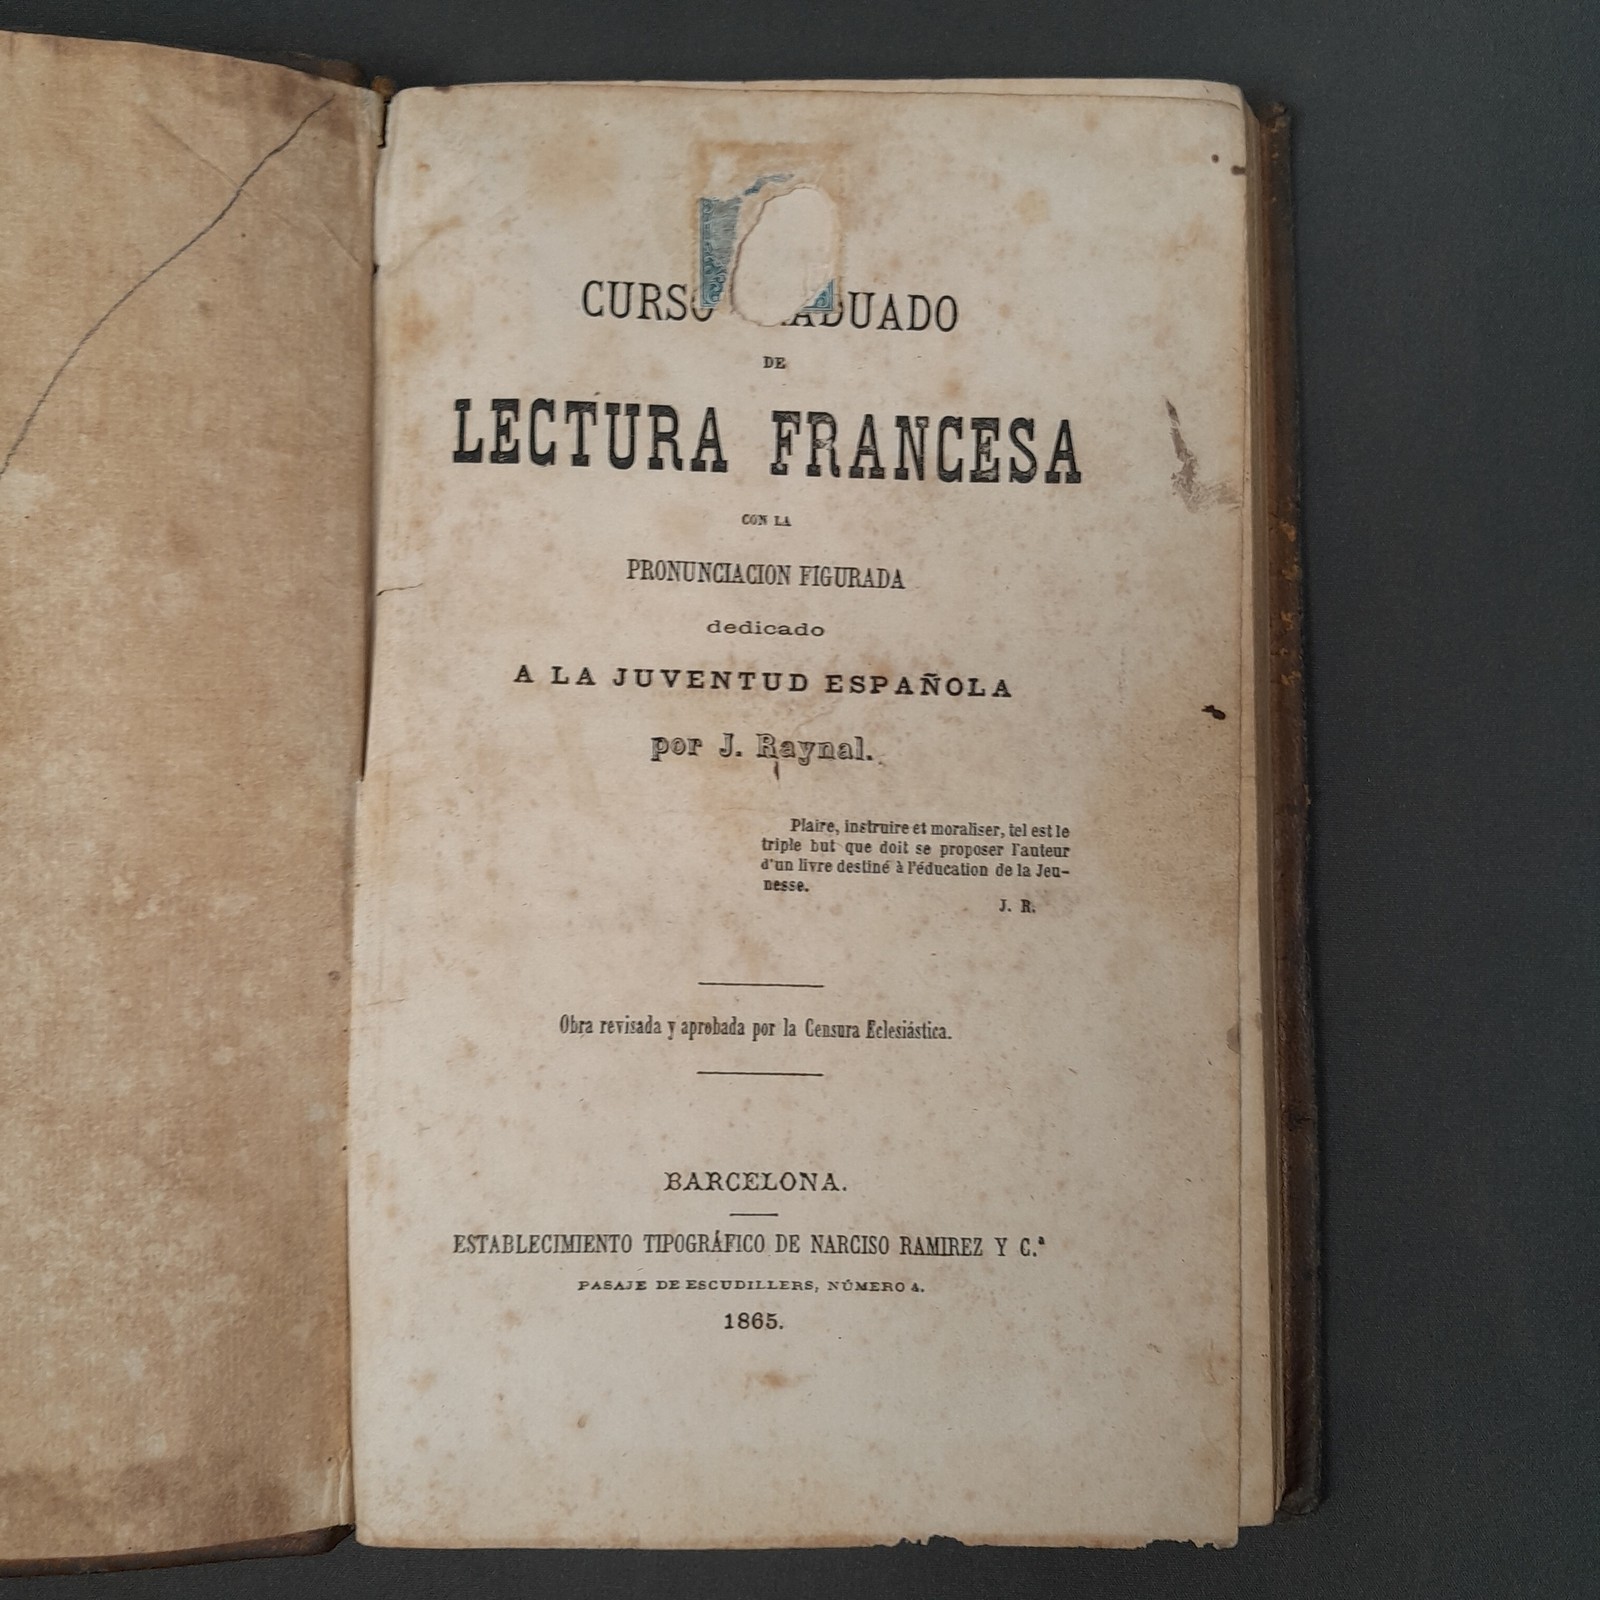 CURSO GRADUADO
DE
LECTURA FRANCESA
CON LA
PRONUNCIACION FIGURADA
dedicado
A LA JUVENTUD ESPAÑOLA
por J. Raynal.
Plaire, instruire et moraliser, tel est le
triple but que doit se proposer l'auteur
d'un livre destiné à l'éducation de la Jeu-
nesse.
J. R.
Obra revisada y aprobada por la Censura Eclesiástica.
BARCELONA.
ESTABLECIMIENTO TIPOGRÁFICO DE NARCISO RAMIREZ Y C.ª
PASAJE DE ESCUDILLERS, NÚMERO 4.
1865.